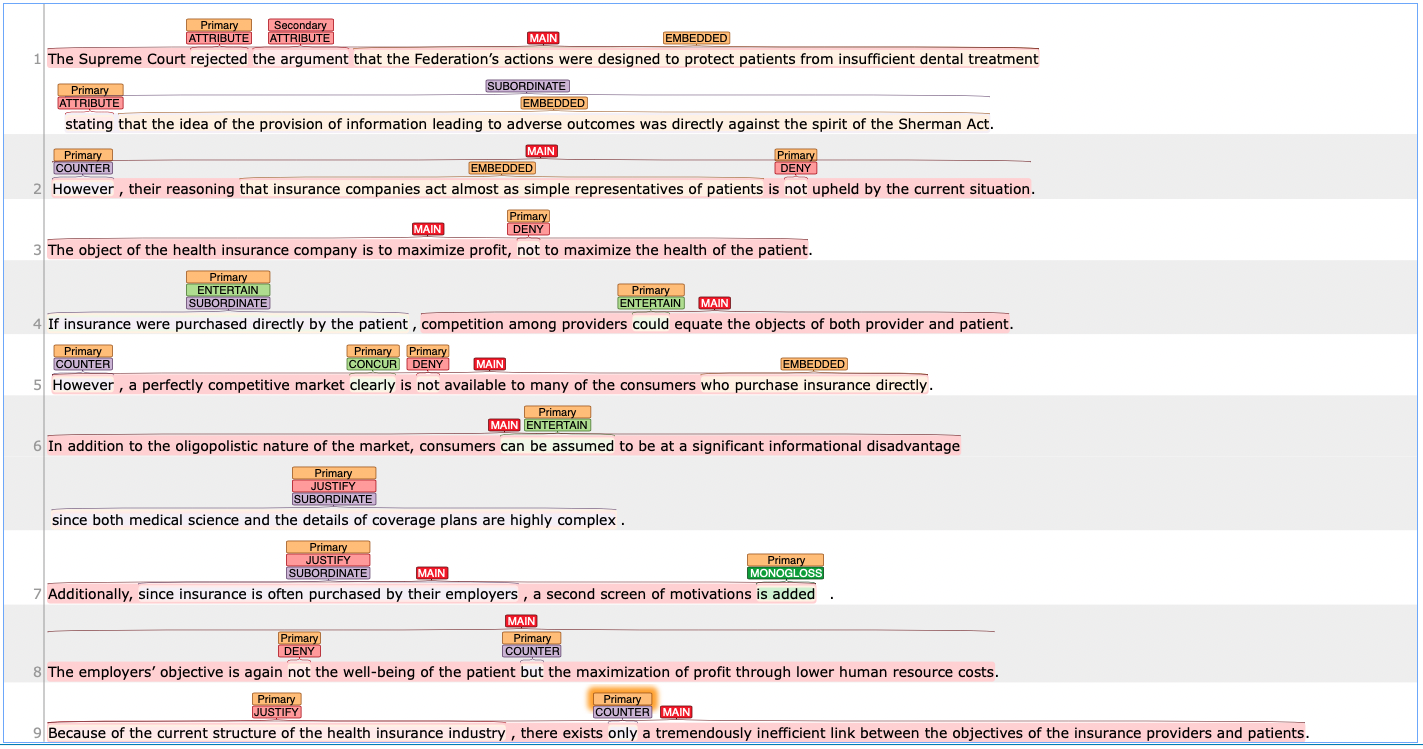 Primary Secondary
ATTRIBUTE ATTRIBUTE MAIN EMBEDDED
1 The Supreme Court rejected the argument that the Federation’s actions were designed to protect patients from insufficient dental treatment
Primary SUBORDINATE
ATTRIBUTE EMBEDDED
stating that the idea of the provision of information leading to adverse outcomes was directly against the spirit of the Sherman Act.
Primary MAIN Primary
COUNTER EMBEDDED DENY
2 However , their reasoning that insurance companies act almost as simple representatives of patients is not upheld by the current situation.
Primary
MAIN DENY
3 The object of the health insurance company is to maximize profit, not to maximize the health of the patient.
Primary
ENTERTAIN Primary
SUBORDINATE ENTERTAIN MAIN
4 If insurance were purchased directly by the patient , competition among providers could equate the objects of both provider and patient.
Primary Primary Primary
COUNTER CONCUR DENY MAIN EMBEDDED
5 However , a perfectly competitive market clearly is not available to many of the consumers who purchase insurance directly.
Primary
MAIN ENTERTAIN
6 In addition to the oligopolistic nature of the market, consumers can be assumed to be at a significant informational disadvantage
Primary
JUSTIFY
SUBORDINATE
since both medical science and the details of coverage plans are highly complex .
Primary
JUSTIFY Primary
SUBORDINATE MAIN MONOGLOSS
7 Additionally, since insurance is often purchased by their employers , a second screen of motivations is added .
MAIN
Primary Primary
DENY COUNTER
8 The employers’ objective is again not the well-being of the patient but the maximization of profit through lower human resource costs.
Primary Primary
JUSTIFY COUNTER MAIN
9 Because of the current structure of the health insurance industry , there exists only a tremendously inefficient link between the objectives of the insurance providers and patients.